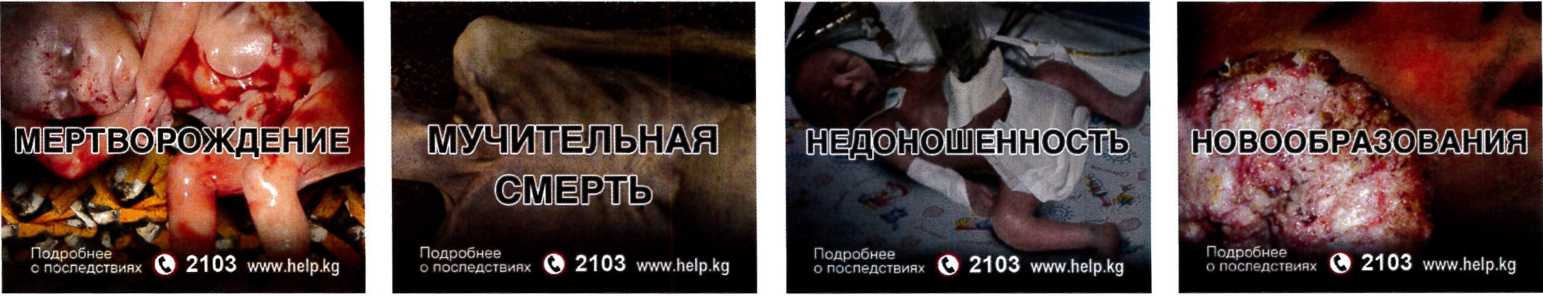 МЕРТВОРОЖДЕНИЕ
Подробнее
о последствиях 2103 www.help.kg
МУЧИТЕЛЬНАЯ
СМЕРТЬ
Подробнее
о последствиях 2103 www.help.kg
НЕДОНОШЕННОСТЬ
Подробнее
о последствиях 2103 www.help.kg
НОВООБРАЗОВАНИЯ
Подробнее
о последствиях 2103 www.help.kg